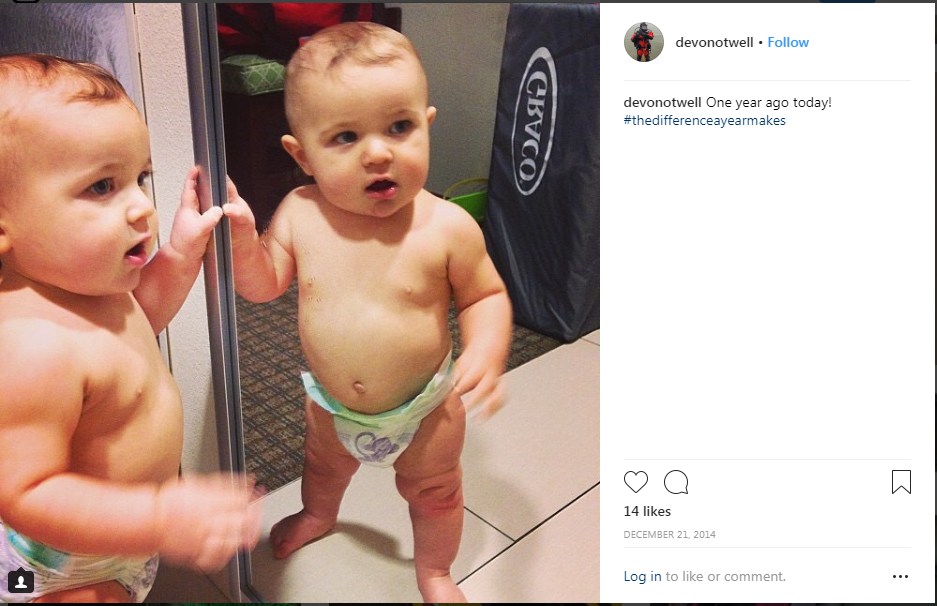 GRACO
devonotwell • Follow
devonotwell One year ago today!
#thedifferenceayearmakes
14 likes
DECEMBER 21, 2014
Log in to like or comment.